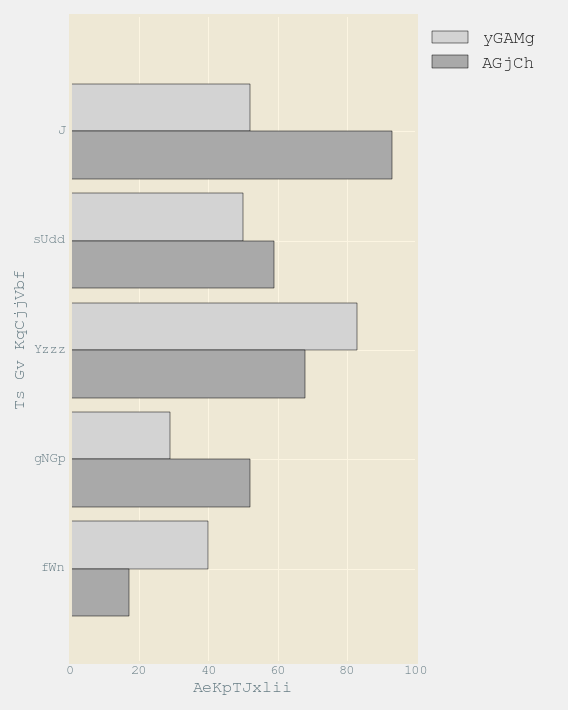 yGAMg
AGjCh
J
sUdd
Yzzz
gNGp
fWn
Ts Gv KqCjjVbf
0 20 40 60 80 100
AeKpTJxlii